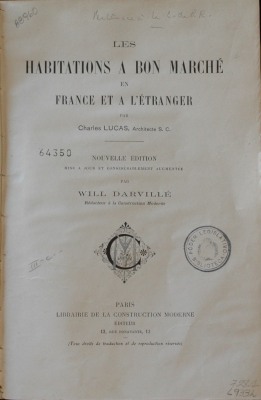 LES
HABITATIONS A BON MARCHÉ
EN
FRANCE ET A L'ÉTRANGER
PAR
Charles LUCAS, Architecte S. C.
64350
NOUVELLE ÉDITION
MISE A JOUR ET CONSIDÉRABLEMENT AUGMENTÉE
PAR
WILL DARVILLÉ
Rédacteur à la Construction Moderne
PARIS
LIBRAIRIE DE LA CONSTRUCTION MODERNE
ÉDITEUR
13, RUE BONAPARTE, 13
(Tous droits de traduction et de reproduction réservés)